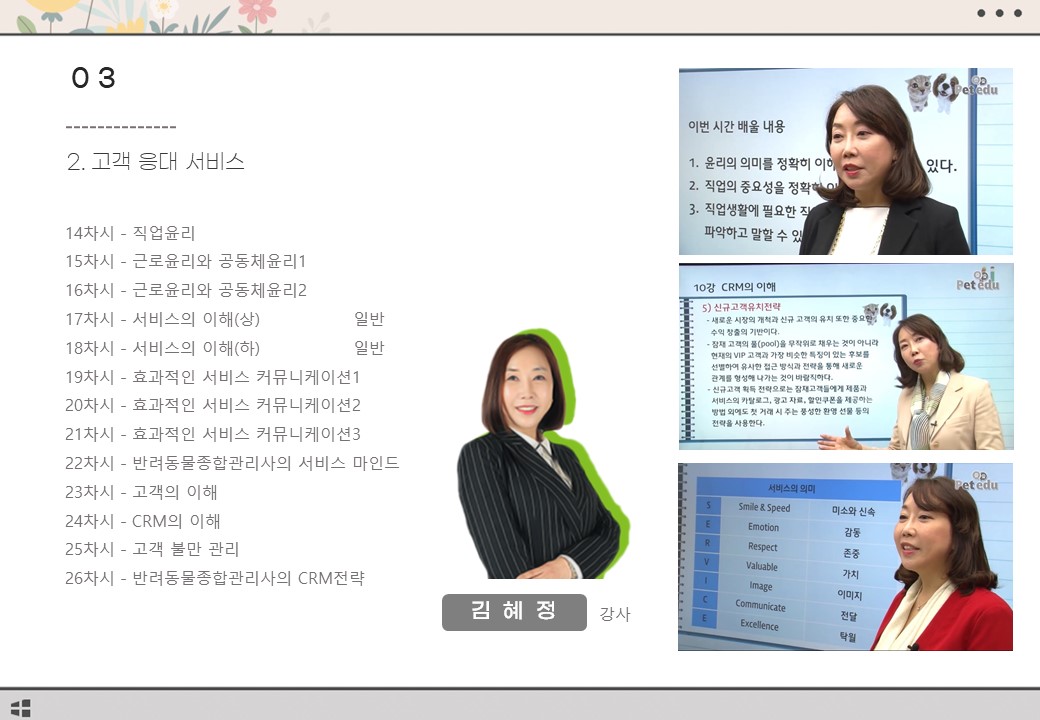 03
2. 고객 응대 서비스
14차시 - 직업윤리
15차시 - 근로윤리와 공동체윤리1
16차시 - 근로윤리와 공동체윤리2
17차시 - 서비스의 이해(상) 일반
18차시 - 서비스의 이해(하) 일반
19차시 - 효과적인 서비스 커뮤니케이션1
20차시 - 효과적인 서비스 커뮤니케이션2
21차시 - 효과적인 서비스 커뮤니케이션3
22차시 - 반려동물종합관리사의 서비스 마인드
23차시 - 고객의 이해
24차시 - CRM의 이해
25차시 - 고객 불만 관리
26차시 - 반려동물종합관리사의 CRM전략
김 혜 정 강사
Petedu
이번 시간 배울 내용
1. 윤리의 의미를 정확히 있다.
2. 직업의 중요성을 정확히
3. 직업생활에 필요한
파악하고 말할 수
Petedu
10강 CRM의 이해
5) 신규고객유치전략
- 새로운 시장의 개척과 신규 고객의 유치 또한 중요한
수익 창출의 기반이다.
- 잠재 고객의 풀(pool)을 무작위로 채우는 것이 아니라
현재의 VIP 고객과 가장 비슷한 특징이 있는 후보를
선별하여 유사한 접근 방식과 전략을 통해 새로운
관계를 형성해 나가는 것이 바람직하다.
- 신규고객 획득 전략으로는 잠재고객들에게 제품과
서비스의 카탈로그, 광고 자료, 할인쿠폰을 제공하는
방법 외에도 첫 거래 시 주는 풍성한 환영 선물 등의
전략을 사용한다.
Petedu
서비스의 의미
S Smile & Speed 미소와 신속
E Emotion 감동
R Respect 존중
V Valuable 가치
I Image 이미지
C Communicate 전달
E Excellence 탁월